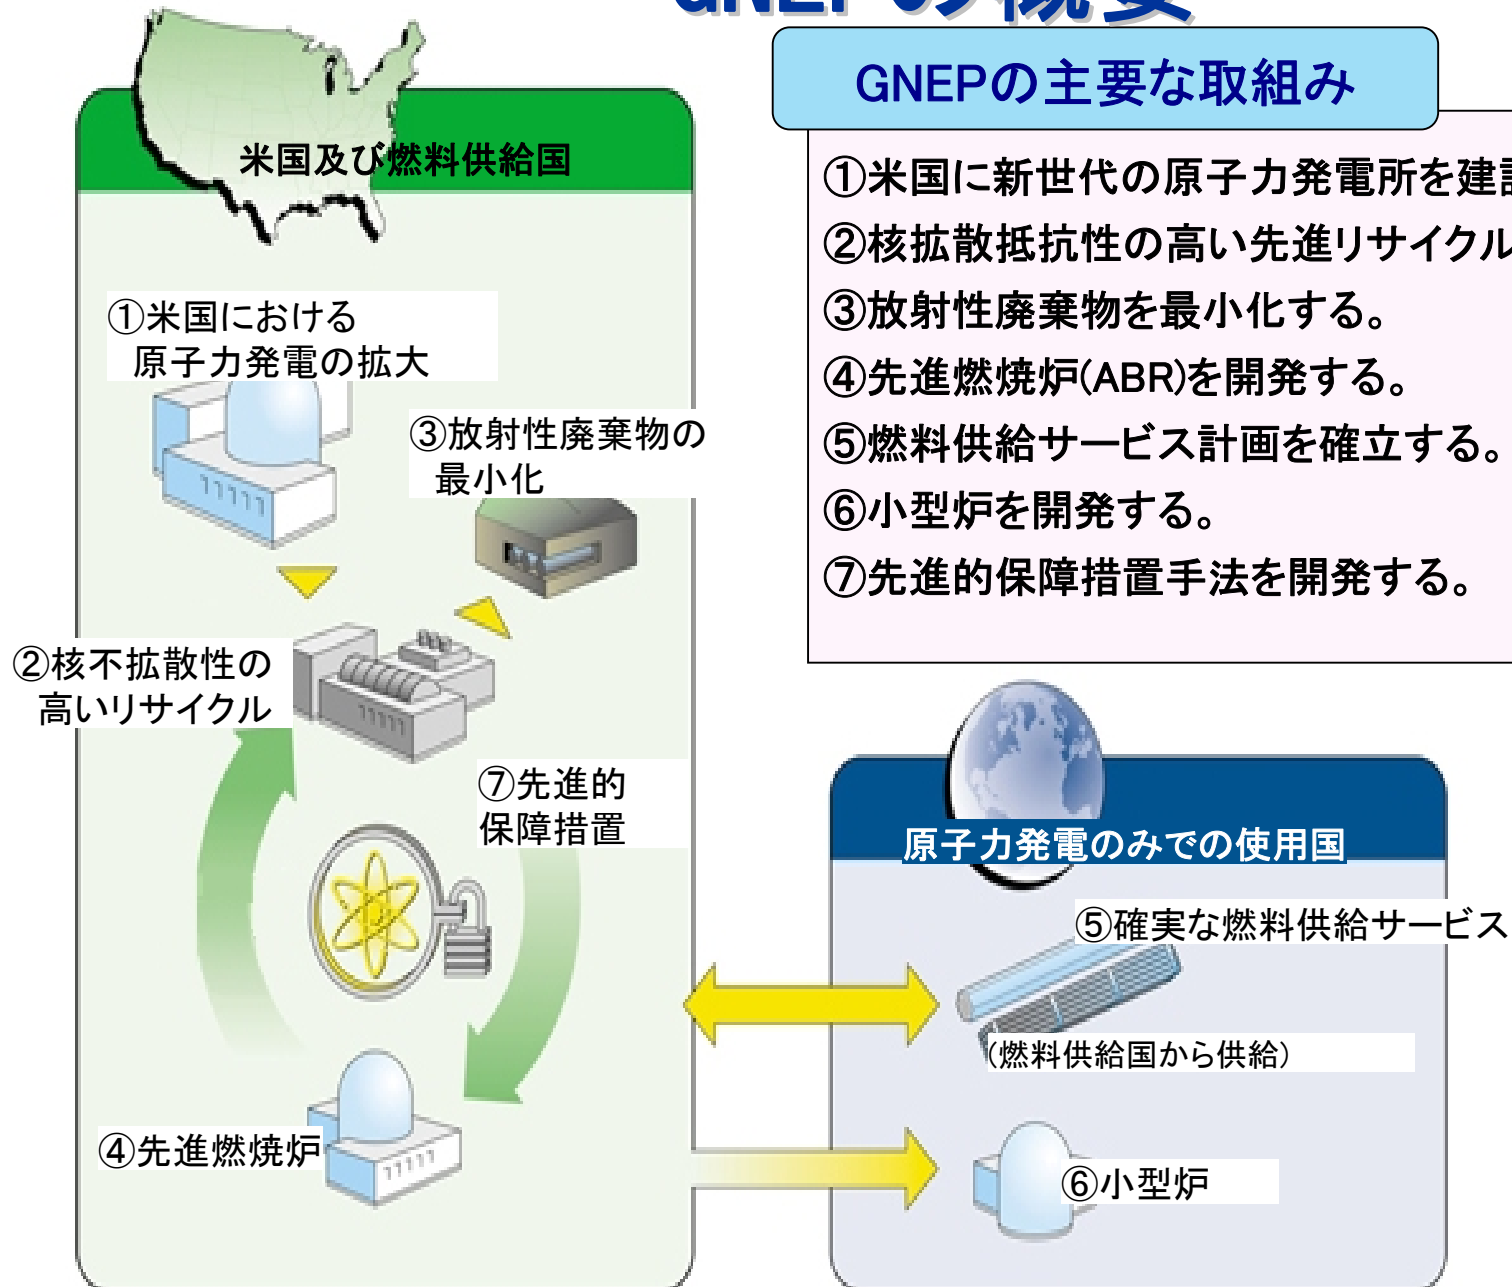 GNEPの概要
GNEPの主要な取組み
①米国に新世代の原子力発電所を建設
②核拡散抵抗性の高い先進リサイクル
③放射性廃棄物を最小化する。
④先進燃焼炉(ABR)を開発する。
⑤燃料供給サービス計画を確立する。
⑥小型炉を開発する。
⑦先進的保障措置手法を開発する。
米国及び燃料供給国
①米国における
原子力発電の拡大
③放射性廃棄物の
最小化
②核不拡散性の
高いリサイクル
⑦先進的
保障措置
④先進燃焼炉
原子力発電のみでの使用国
⑤確実な燃料供給サービス
(燃料供給国から供給)
⑥小型炉